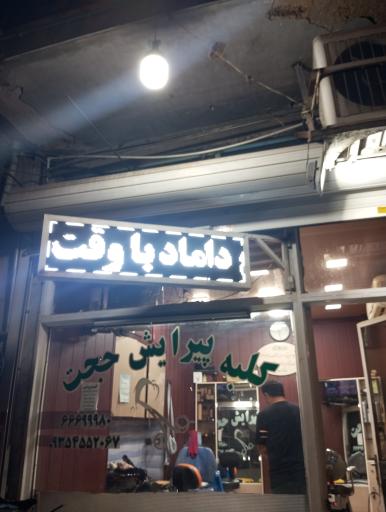 داماد با وقت
کلبه پیرایش حجت
۶۶۶۹۹۹۸۰
۰۹۳۵۴۵۵۲۰۶۷